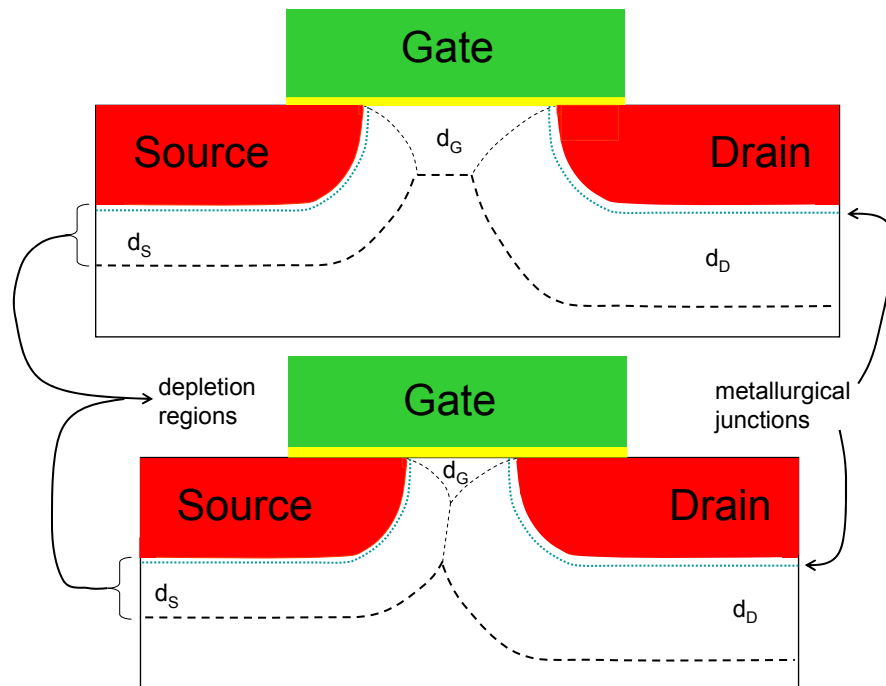 Gate
Source
d_G
Drain
d_S
d_D
depletion
regions
metallurgical
junctions
Gate
d_G
Source
Drain
d_S
d_D